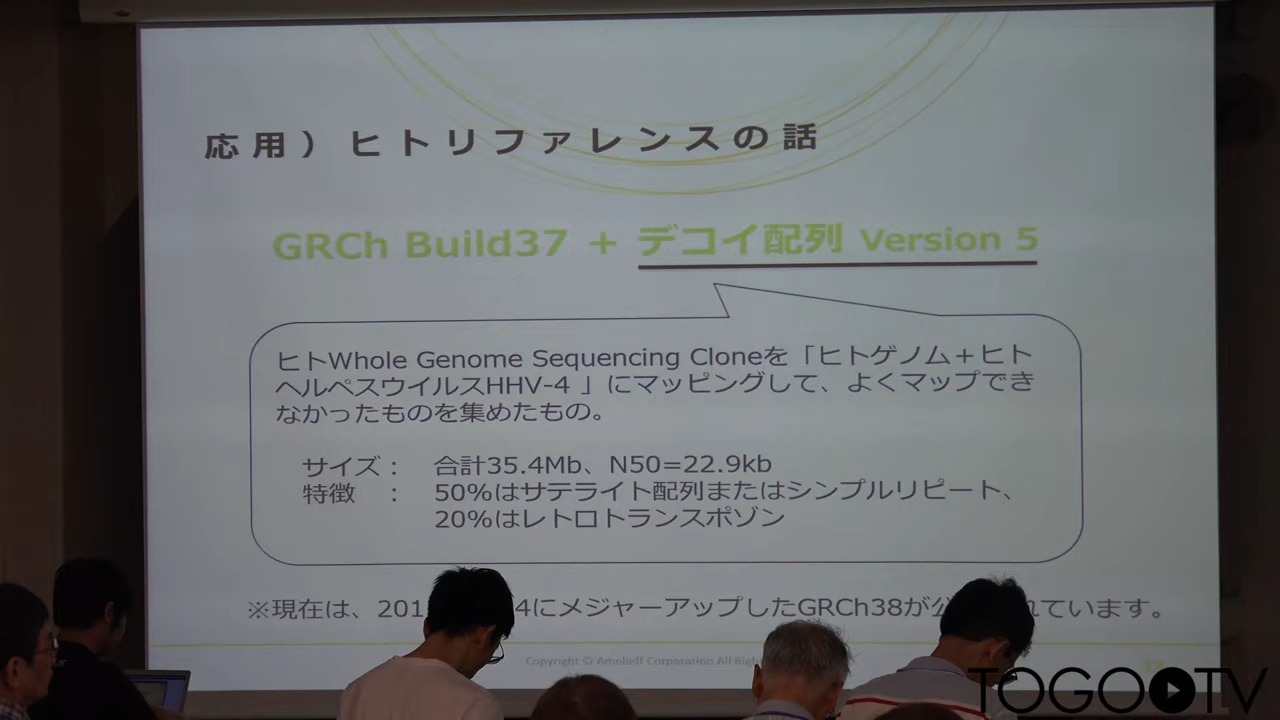 応用）ヒトリファレンスの話
GRCh Build37 + デコイ配列 Version 5
ヒトWhole Genome Sequencing Cloneを「ヒトゲノム＋ヒト
ヘルペスウイルスHHV-4 」にマッピングして、よくマップでき
なかったものを集めたもの。
サイズ： 合計35.4Mb、N50=22.9kb
特徴 ： 50%はサテライト配列またはシンプルリピート、
20%はレトロトランスポゾン
※現在は、201 4にメジャーアップしたGRCh38が れています。
Copyright © Amelieff Corporation All
TOGOTV